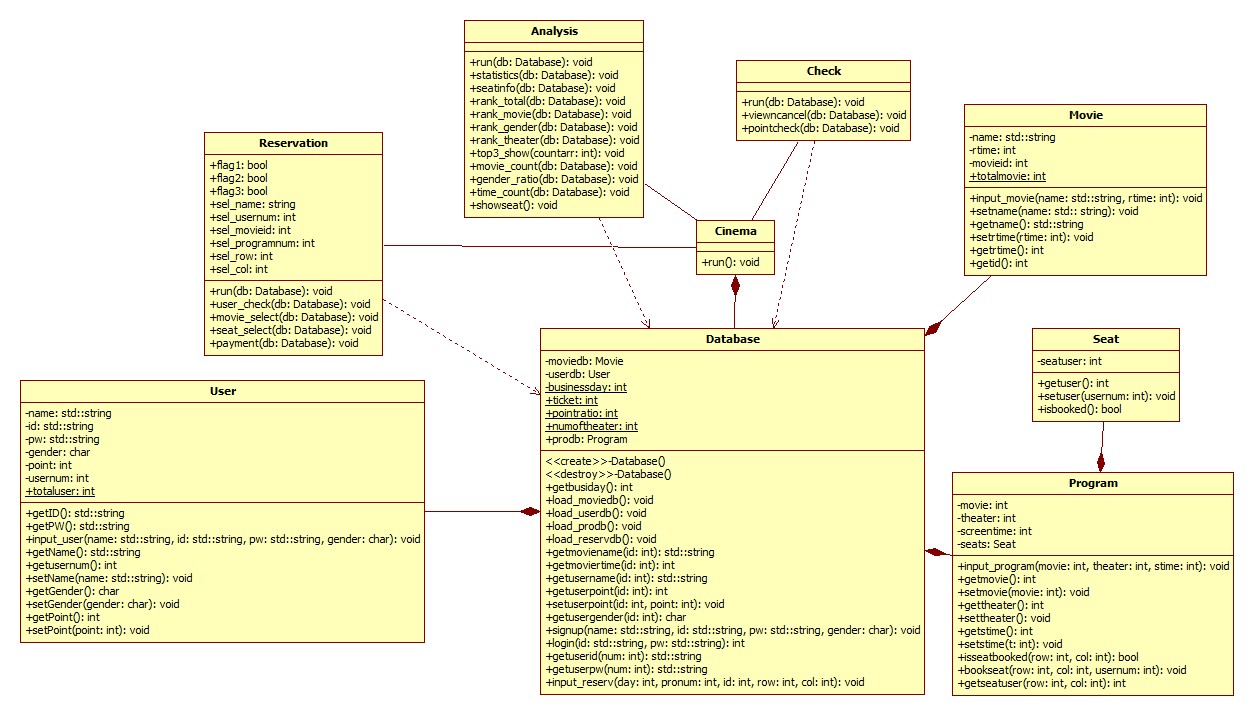 Analysis
+run(db: Database): void
+statistics(db: Database): void
+seatinfo(db: Database): void
+rank_total(db: Database): void
+rank_movie(db: Database): void
+rank_gender(db: Database): void
+rank_theater(db: Database): void
+top3_show(countarr: int): void
+movie_count(db: Database): void
+gender_ratio(db: Database): void
+time_count(db: Database): void
+showseat(): void
Check
+run(db: Database): void
+viewncancel(db: Database): void
+pointcheck(db: Database): void
Movie
-name: std::string
-rtime: int
-movieid: int
+totalmovie: int
+input_movie(name: std::string, rtime: int): void
+setname(name: std:: string): void
+getname(): std::string
+setrtime(rtime: int): void
+getrtime(): int
+getid(): int
Reservation
+flag1: bool
+flag2: bool
+flag3: bool
+sel_name: string
+sel_usernum: int
+sel_movieid: int
+sel_programnum: int
+sel_row: int
+sel_col: int
+run(db: Database): void
+user_check(db: Database): void
+movie_select(db: Database): void
+seat_select(db: Database): void
+payment(db: Database): void
Cinema
+run(): void
Database
-moviedb: Movie
-userdb: User
-businessday: int
+ticket: int
+pointratio: int
+numoftheater: int
+prodb: Program
<<create>>-Database()
<<destroy>>-Database()
+getbusiday(): int
+load_moviedb(): void
+load_userdb(): void
+load_prodb(): void
+load_reservdb(): void
+getmoviename(id: int): std::string
+getmoviertime(id: int): int
+getusername(id: int): std::string
+getuserpoint(id: int): int
+setuserpoint(id: int, point: int): void
+getusergender(id: int): char
+signup(name: std::string, id: std::string, pw: std::string, gender: char): void
+login(id: std::string, pw: std::string): int
+getuserid(num: int): std::string
+getuserpw(num: int): std::string
+input_reserv(day: int, pronum: int, id: int, row: int, col: int): void
Seat
-seatuser: int
+getuser(): int
+setuser(usernum: int): void
+isbooked(): bool
User
-name: std::string
-id: std::string
-pw: std::string
-gender: char
-point: int
-usernum: int
+totaluser: int
+getID(): std::string
+getPW(): std::string
+input_user(name: std::string, id: std::string, pw: std::string, gender: char): void
+getName(): std::string
+getusernum(): int
+setName(name: std::string): void
+getGender(): char
+setGender(gender: char): void
+getPoint(): int
+setPoint(point: int): void
Program
-movie: int
-theater: int
-screentime: int
-seats: Seat
+input_program(movie: int, theater: int, stime: int): void
+getmovie(): int
+setmovie(movie: int): void
+gettheater(): int
+settheater(): void
+getstime(): int
+setstime(t: int): void
+isseatbooked(row: int, col: int): bool
+bookseat(row: int, col: int, usernum: int): void
+getseatuser(row: int, col: int): int